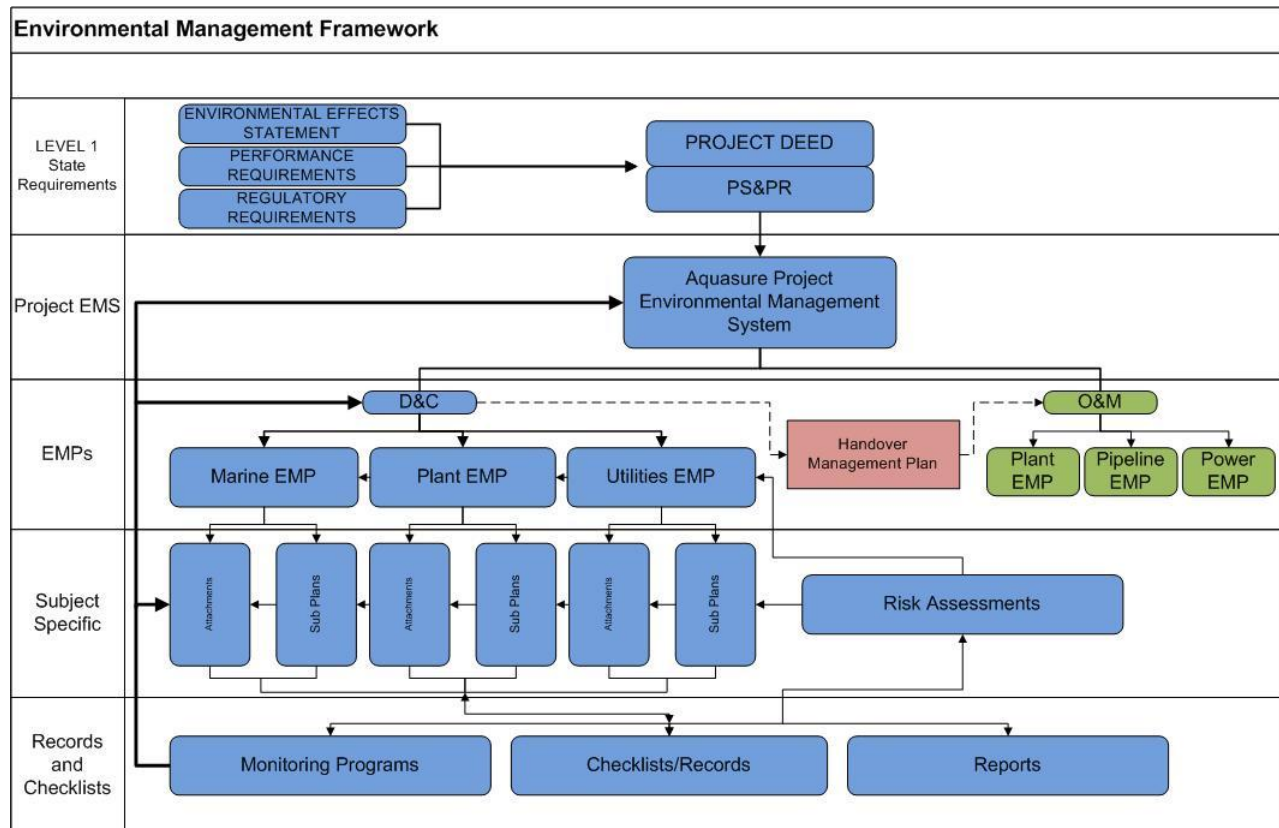 Environmental Management Framework
LEVEL 1
State
Requirements
ENVIRONMENTAL EFFECTS
STATEMENT
PERFORMANCE
REQUIREMENTS
REGULATORY
REQUIREMENTS
PROJECT DEED
PS&PR
Project EMS
Aquasure Project
Environmental Management
System
EMPs
D&C
O&M
Handover
Management Plan
Marine EMP
Plant EMP
Utilities EMP
Plant
EMP
Pipeline
EMP
Power
EMP
Subject
Specific
Attachments
Sub Plans
Attachments
Sub Plans
Attachments
Sub Plans
Risk Assessments
Records
and
Checklists
Monitoring Programs
Checklists/Records
Reports